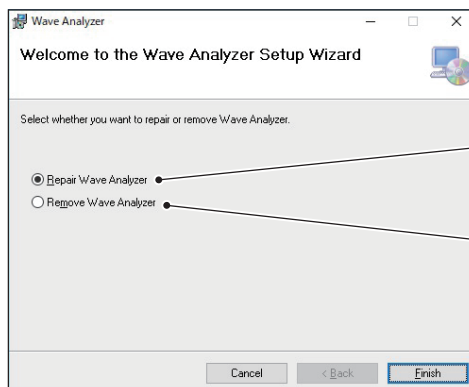 Wave Analyzer
Welcome to the Wave Analyzer Setup Wizard
Select whether you want to repair or remove Wave Analyzer.
Repair Wave Analyzer
Remove Wave Analyzer
Cancel
< Back
Finish